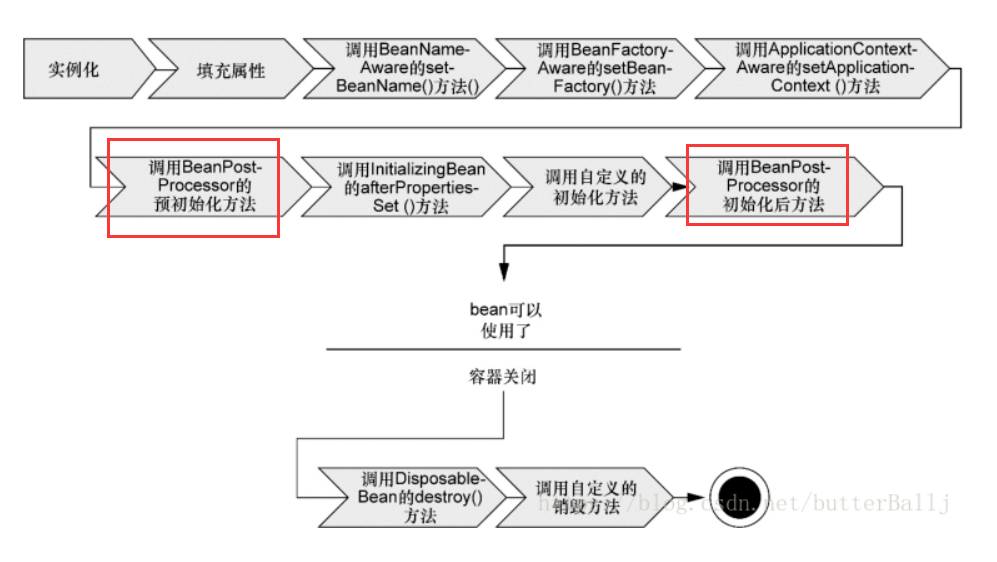 实例化
填充属性
调用BeanName-
Aware的set-
BeanName()方法()
调用BeanFactory-
Aware的setBean-
Factory()方法
调用ApplicationContext-
Aware的setApplication-
Context ()方法
调用BeanPost-
Processor的
预初始化方法
调用InitializingBean
的afterProperties-
Set ()方法
调用自定义的
初始化方法
调用BeanPost-
Processor的
初始化后方法
bean可以
使用了
容器关闭
调用Disposable-
Bean的destroy()
方法
调用自定义的
销毁方法
blog.csdn.net/butterBallj